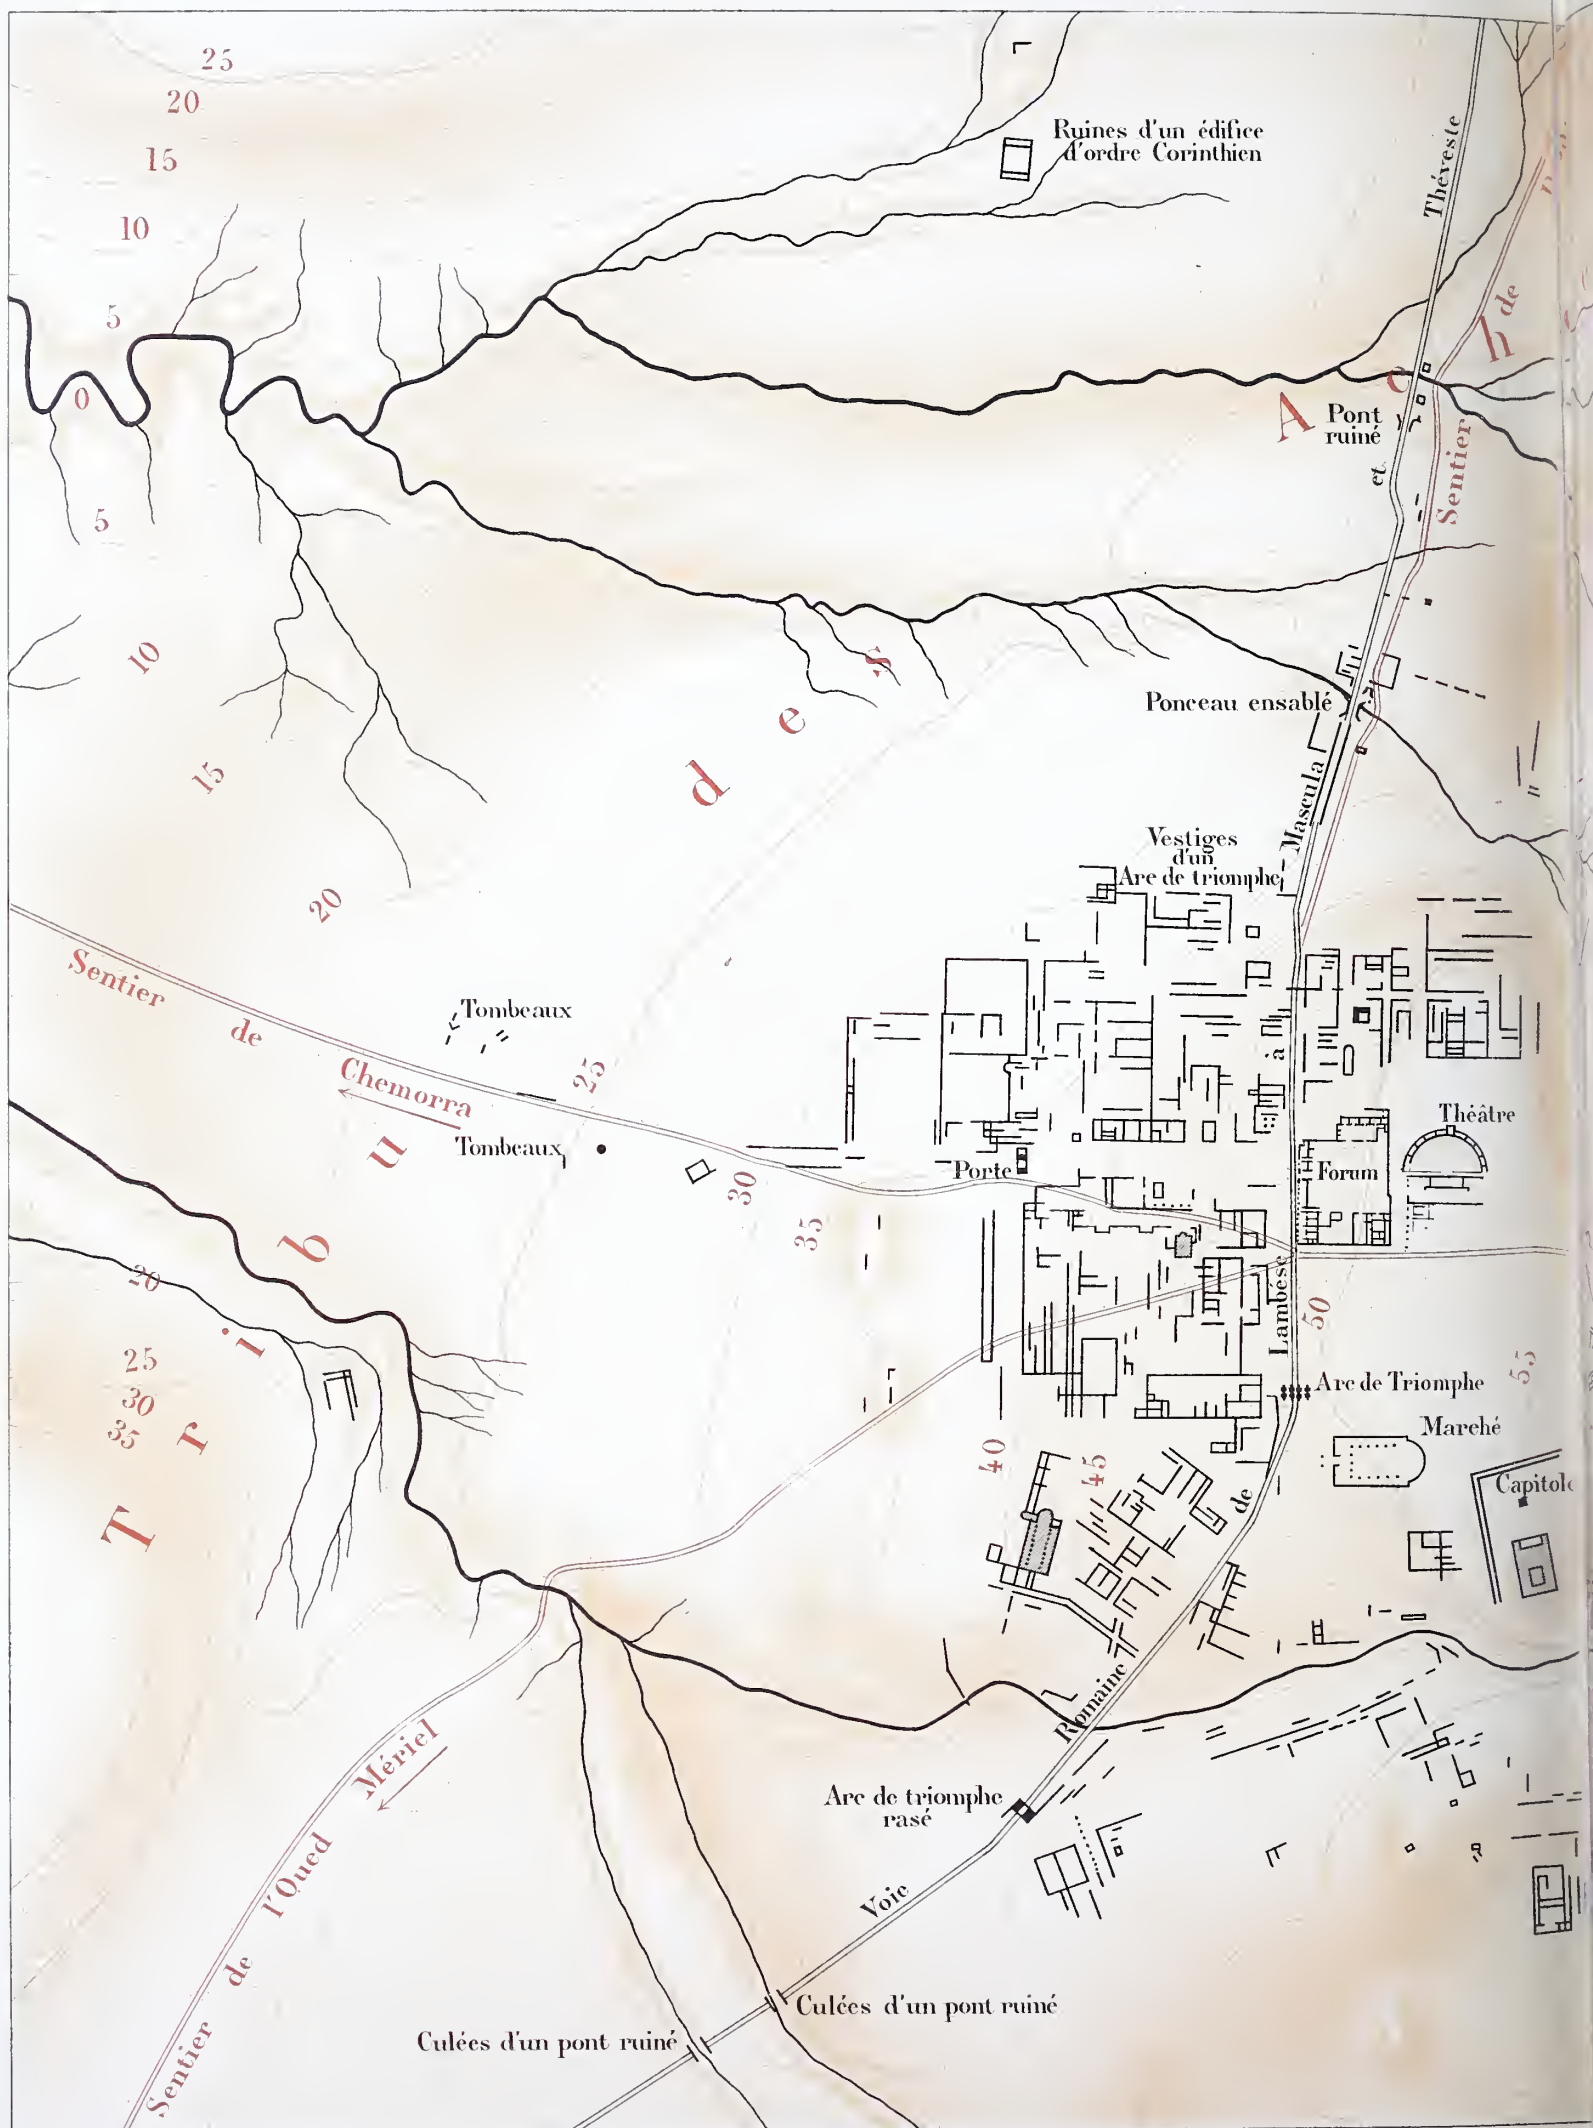 25
20
15
10
5
0
5
10
15
20
25
30
35
20
25
30
35
40
45
50
55
Ruines d'un édifice
d'ordre Corinthien
Théveste
et
Mascula
à
Lambèse
de
Romaine
Voie
Sentier
de
Pont
ruiné
Ponceau ensablé
Vestiges
d'un
Arc de triomphe
Sentier
de
Chemorra
Tombeaux
Tombeaux
Porte
Forum
Théâtre
Arc de Triomphe
Marché
Capitole
Tribu des Ach
Sentier
de
l'Oued
Mériel
Arc de triomphe
rasé
Culées d'un pont ruiné
Culées d'un pont ruiné